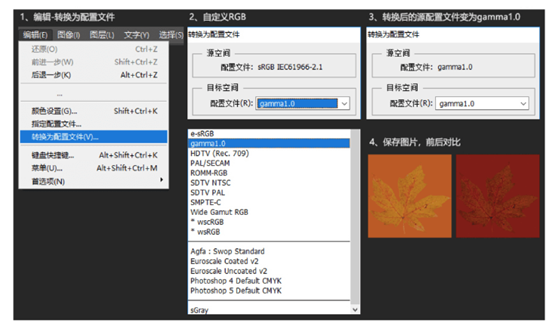 1、编辑-转换为配置文件
编辑(E) 图像(I) 图层(L) 文字(Y) 选择(S)
还原(O) Ctrl+Z
前进一步(W) Shift+Ctrl+Z
后退一步(K) Alt+Ctrl+Z
...
颜色设置(G)... Shift+Ctrl+K
指定配置文件...
转换为配置文件(V)...
键盘快捷键... Alt+Shift+Ctrl+K
菜单(U)... Alt+Shift+Ctrl+M
首选项(N)
2、自定义RGB
转换为配置文件
源空间
配置文件: sRGB IEC61966-2.1
目标空间
配置文件(R): gamma1.0
e-sRGB
gamma1.0
HDTV (Rec. 709)
PAL/SECAM
ROMM-RGB
SDTV NTSC
SDTV PAL
SMPTE-C
Wide Gamut RGB
* wscRGB
* wsRGB
Agfa : Swop Standard
Euroscale Coated v2
Euroscale Uncoated v2
Photoshop 4 Default CMYK
Photoshop 5 Default CMYK
sGray
3、转换后的源配置文件变为gamma1.0
转换为配置文件
源空间
配置文件: gamma1.0
目标空间
配置文件(R): gamma1.0
4、保存图片，前后对比